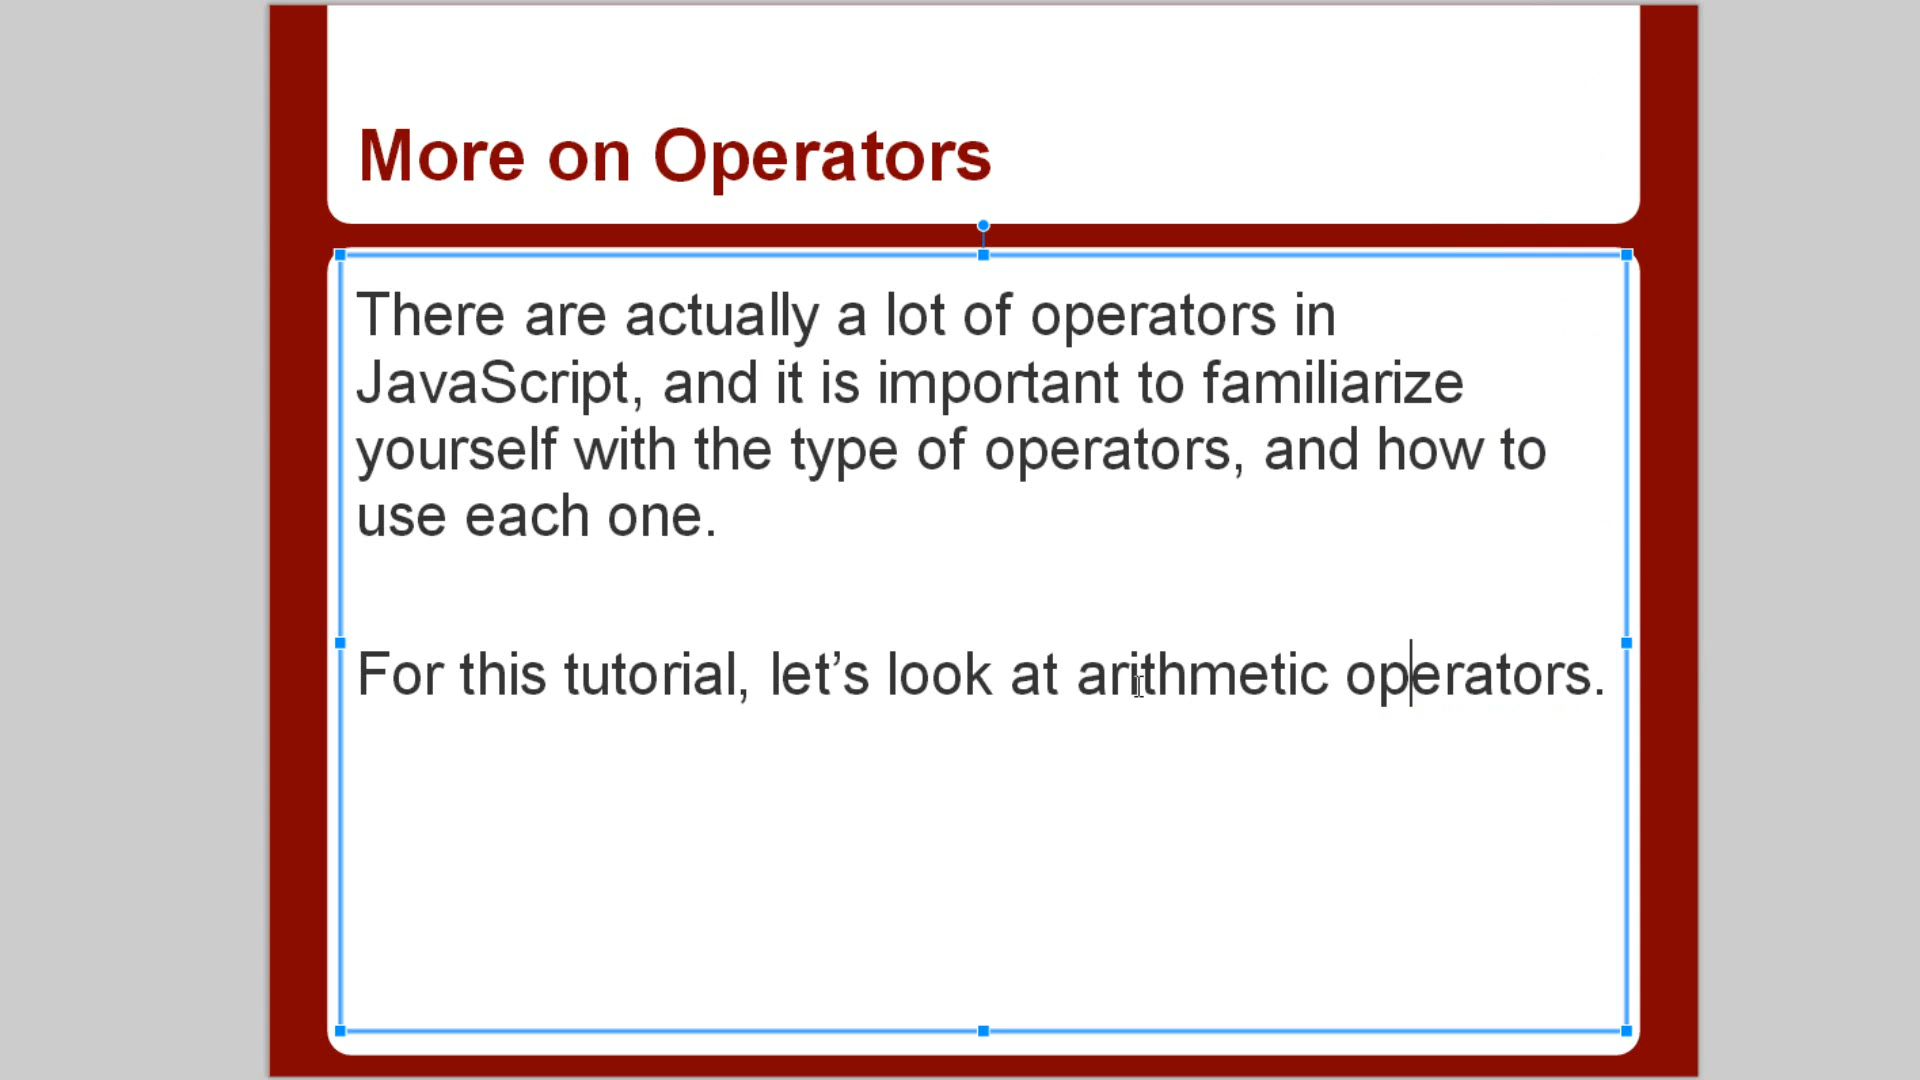 More on Operators
There are actually a lot of operators in
JavaScript, and it is important to familiarize
yourself with the type of operators, and how to
use each one.
For this tutorial, let’s look at arithmetic operators.